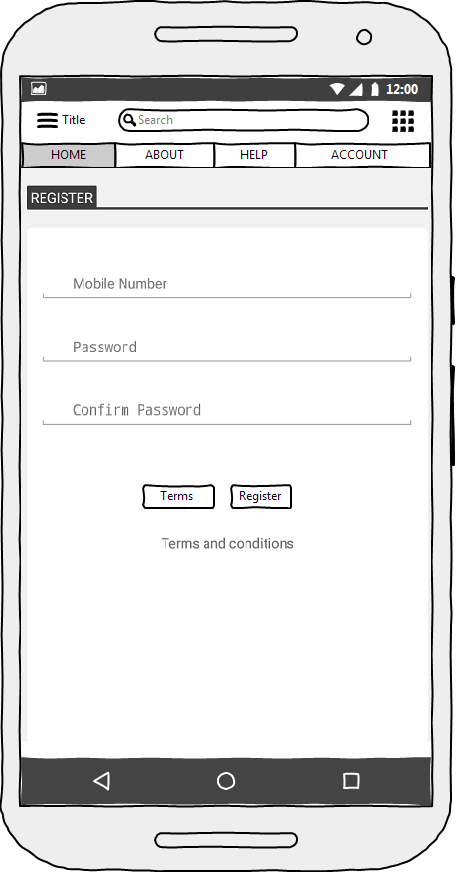 12:00
Title
Search
HOME ABOUT HELP ACCOUNT
REGISTER
Mobile Number
Password
Confirm Password
Terms Register
Terms and conditions